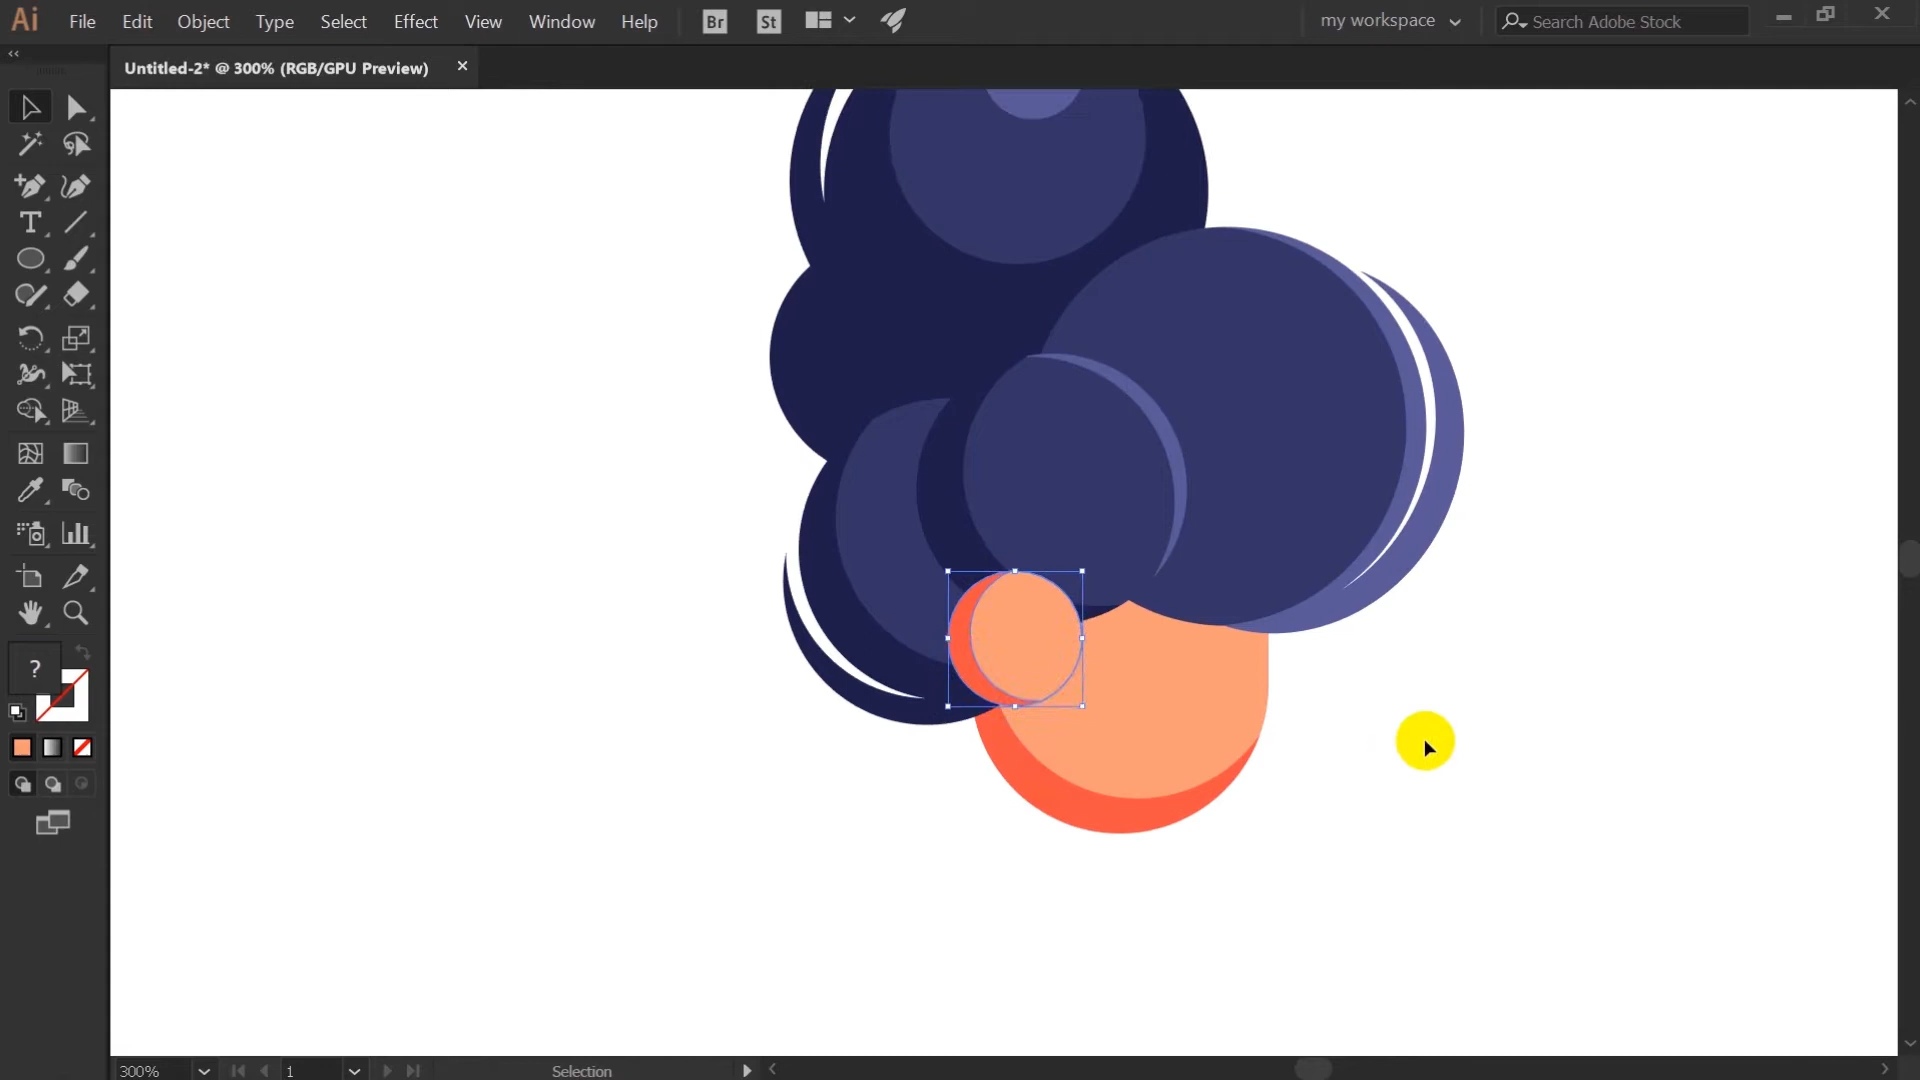 Ai File Edit Object Type Select Effect View Window Help Br St my workspace Search Adobe Stock
Untitled-2* @ 300% (RGB/GPU Preview)
T
?
300% 1 Selection